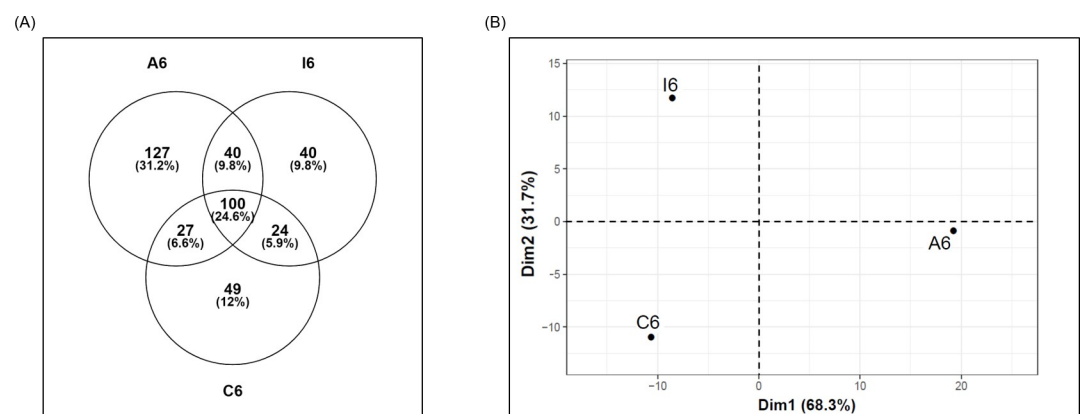 (A)
A6 I6
127
(31.2%)
40
(9.8%)
40
(9.8%)
100
(24.6%)
27
(6.6%)
24
(5.9%)
49
(12%)
C6
(B)
15
10
5
0
−5
−10
Dim2 (31.7%)
I6
A6
C6
−10 0 10 20
Dim1 (68.3%)